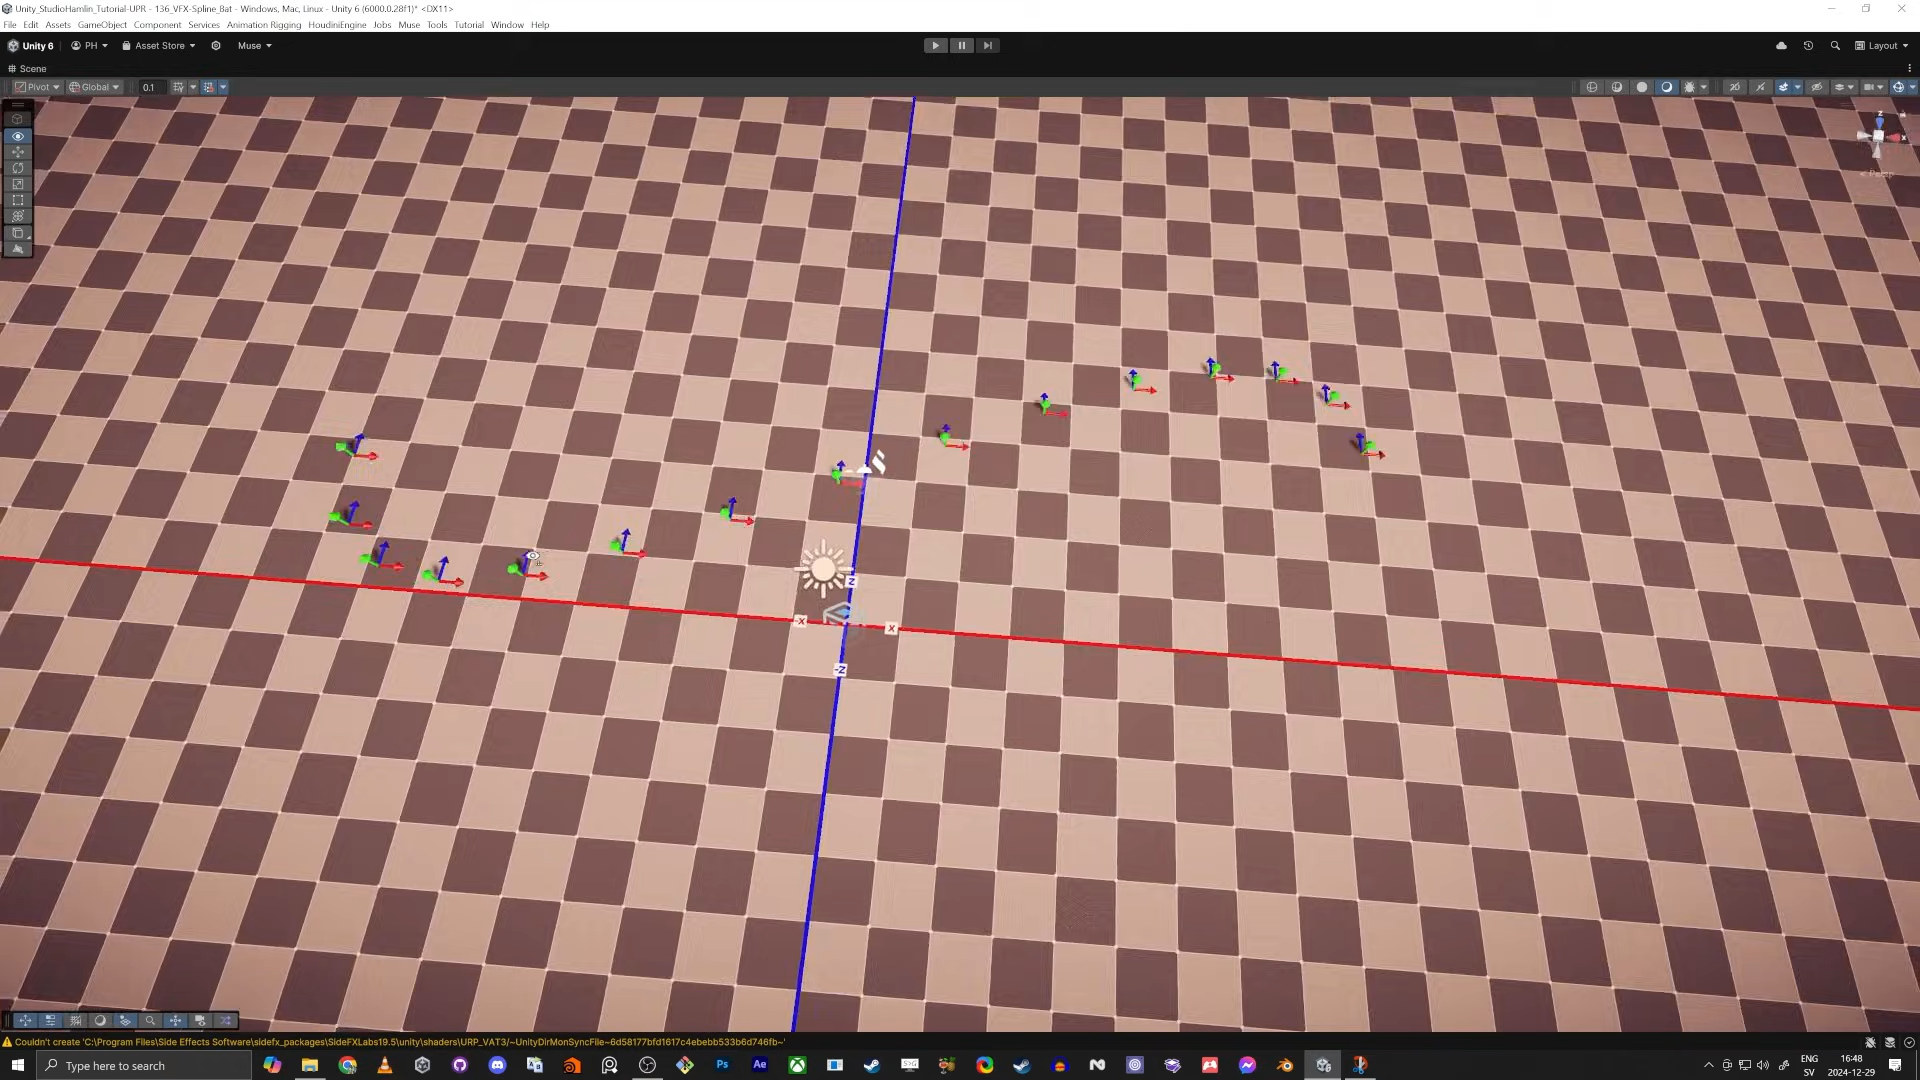 Unity_StudioHamlin_Tutorial-UPR - 136_VFX-Spline_Bat - Windows, Mac, Linux - Unity 6 (6000.0.28f1)* <DX11>
File Edit Assets GameObject Component Services Animation Rigging HoudiniEngine Jobs Muse Tools Tutorial Window Help
Unity 6 PH Asset Store Muse Layout
Scene
Pivot Global 0.1
z
x
< Persp
Z
-X X
-Z
Couldn't create 'C:\Program Files\Side Effects Software\sidefx_packages\SideFXLabs19.5\unity\shaders\URP_VAT3/~UnityDirMonSyncFile~6d58177bfd1617c4ebebb533b6d746fb~'
Type here to search Ps Ae ENG 16:48
SV 2024-12-29